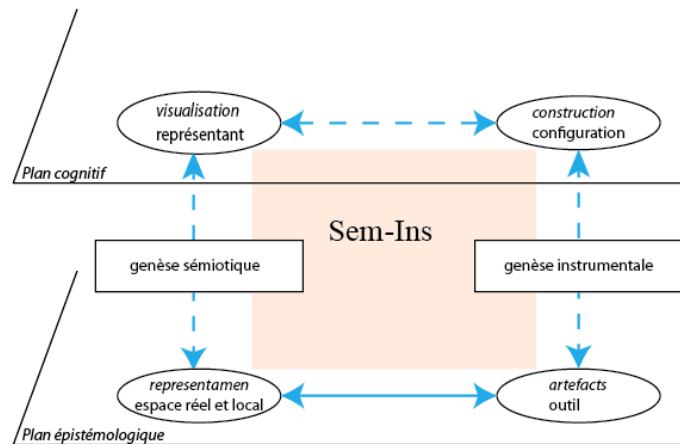 visualisation
représentant
construction
configuration
Plan cognitif
Sem-Ins
genèse sémiotique
genèse instrumentale
representamen
espace réel et local
artefacts
outil
Plan épistémologique